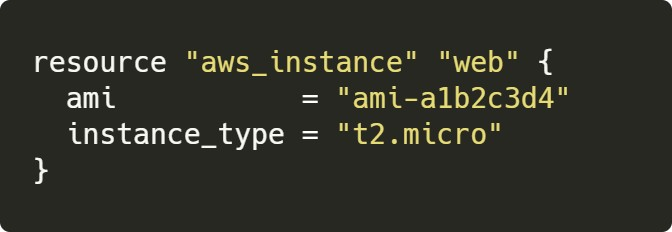 resource "aws_instance" "web" {
  ami           = "ami-a1b2c3d4"
  instance_type = "t2.micro"
}